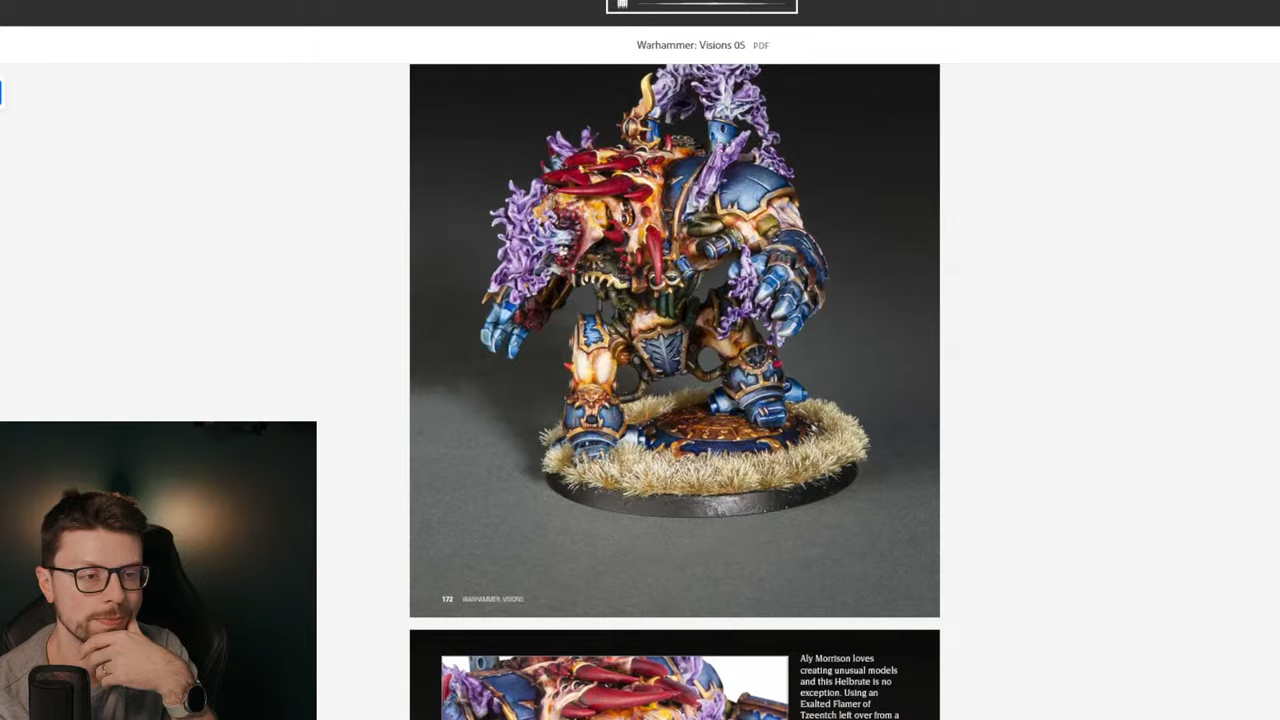 Warhammer: Visions 05 PDF
172 WARHAMMER: VISIONS
Aly Morrison loves
creating unusual models
and this Helbrute is no
exception. Using an
Exalted Flamer of
Tzeentch left over from a